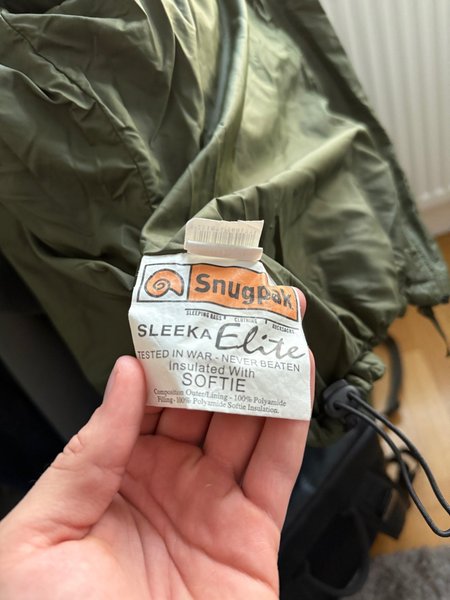 Snugpak
SLEEPING BAGS CLOTHING RUCKSACKS
SLEEKA Elite
TESTED IN WAR - NEVER BEATEN
Insulated With
SOFTIE
Composition Outer/Lining - 100% Polyamide
Filling- 100% Polyamide Softie Insulation.